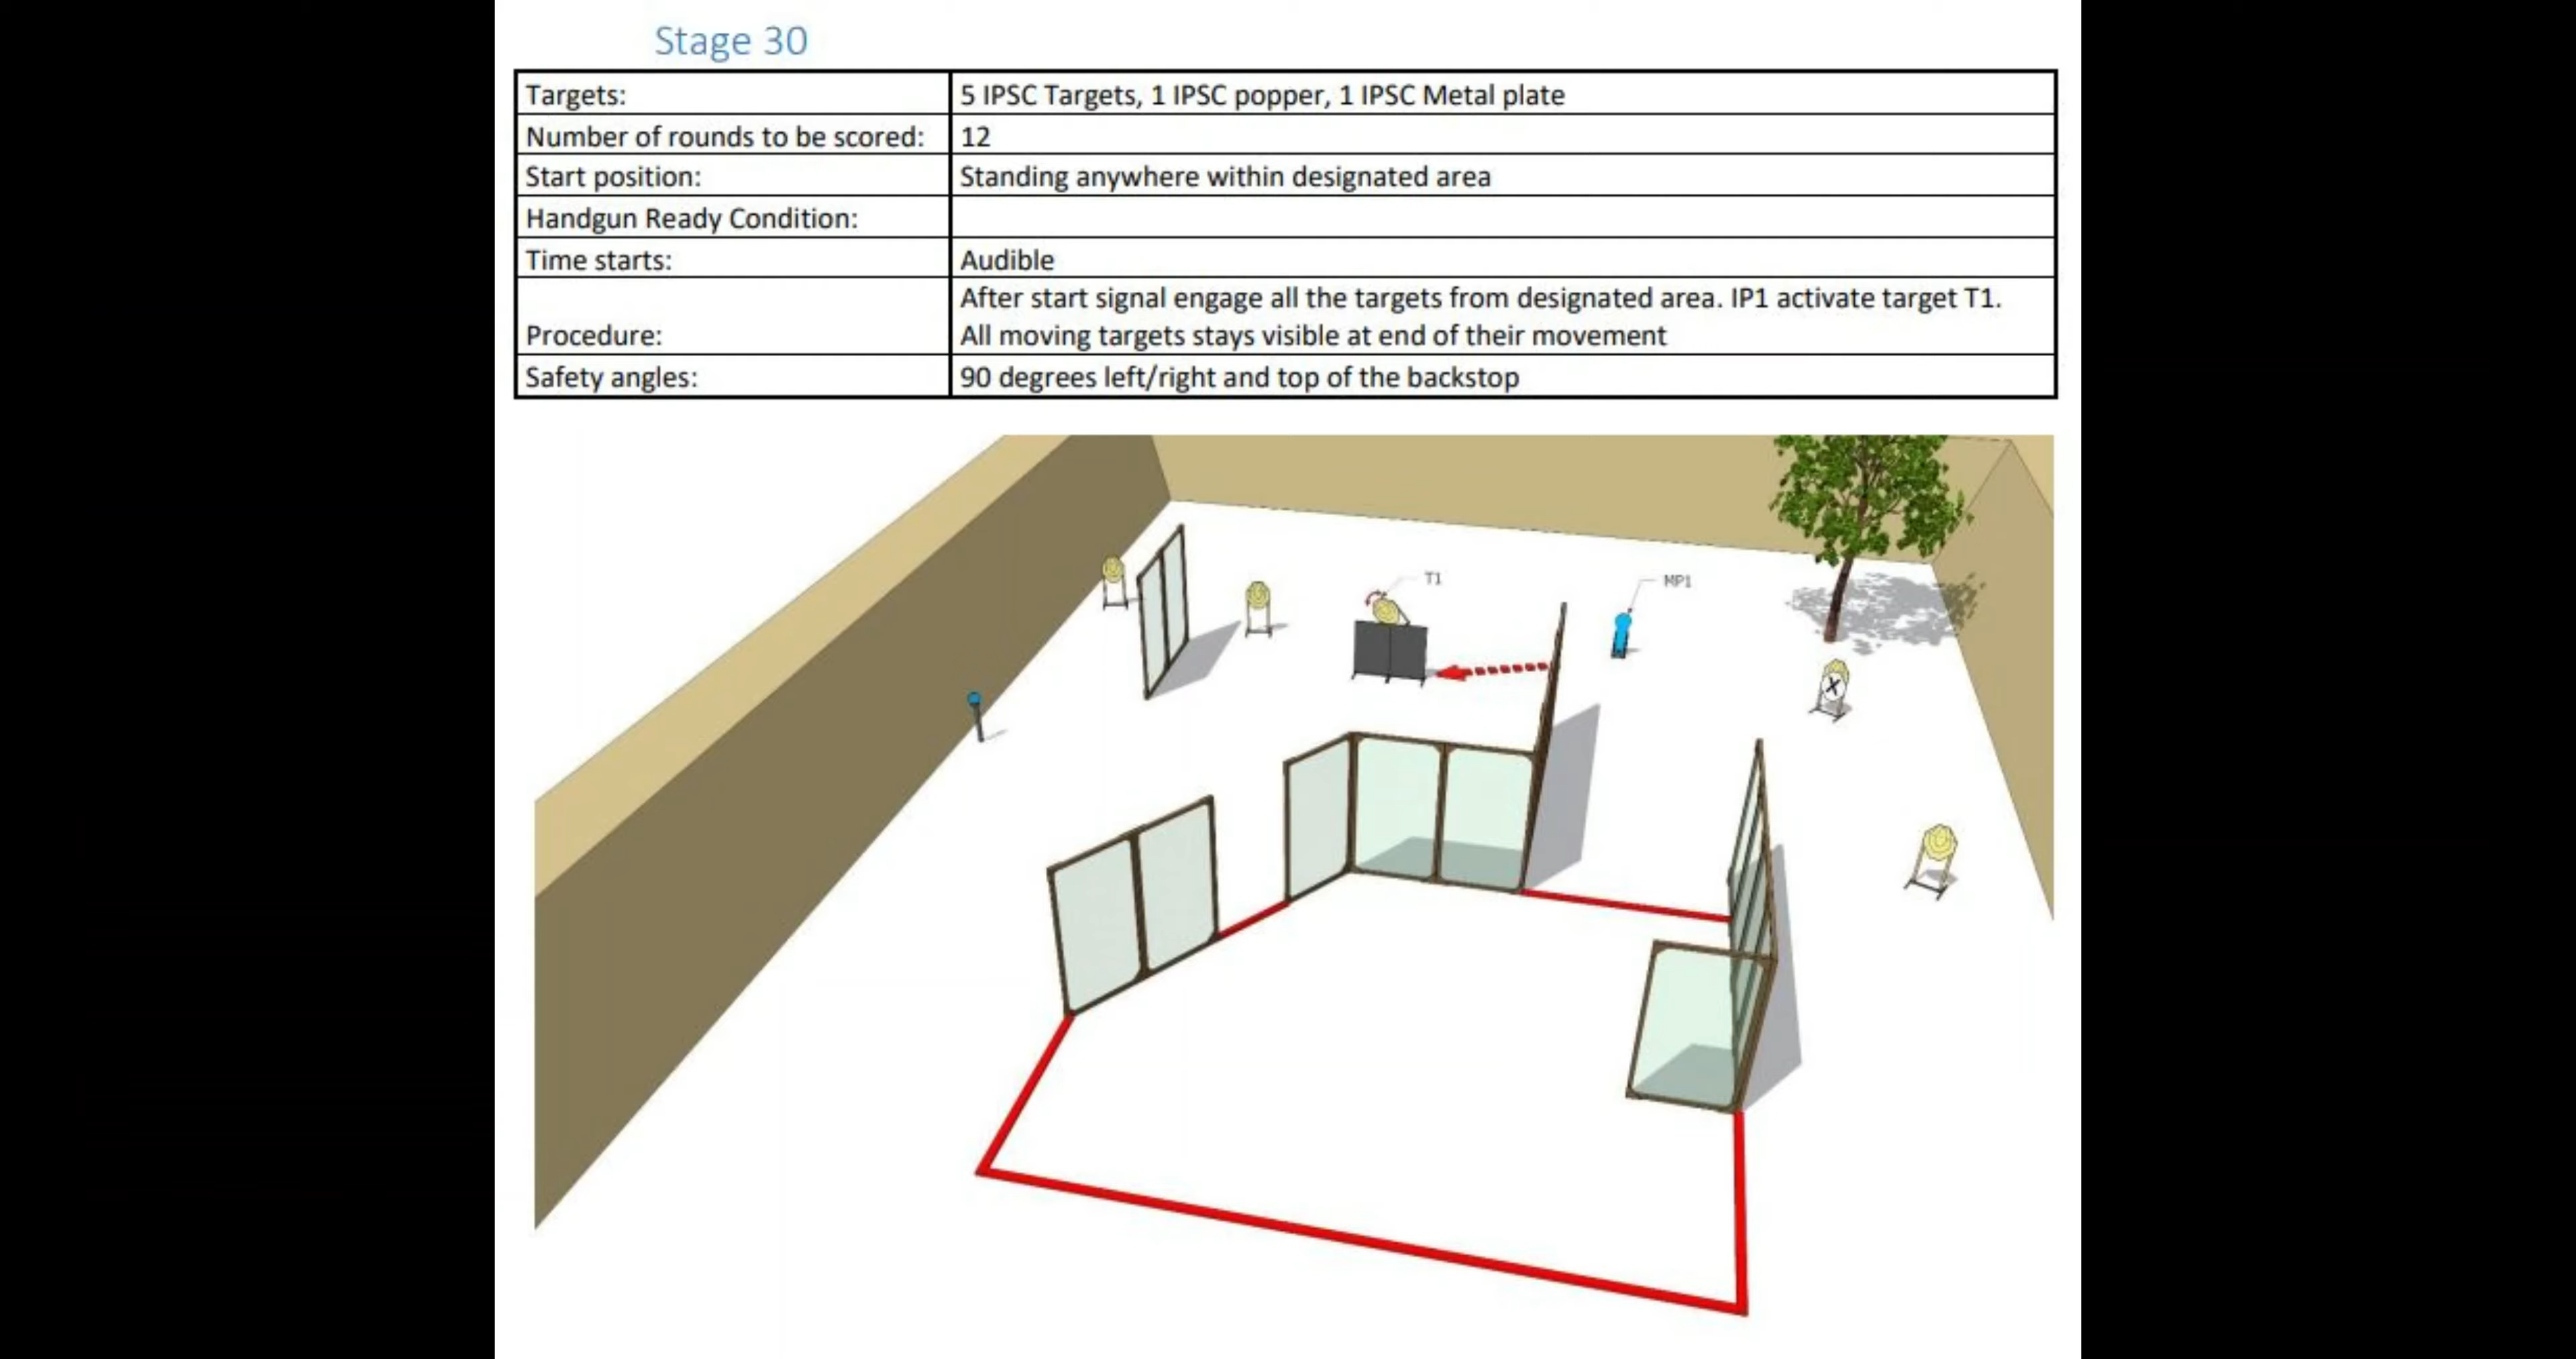 Stage 30
Targets: 5 IPSC Targets, 1 IPSC popper, 1 IPSC Metal plate
Number of rounds to be scored: 12
Start position: Standing anywhere within designated area
Handgun Ready Condition:
Time starts: Audible
After start signal engage all the targets from designated area. IP1 activate target T1.
Procedure: All moving targets stays visible at end of their movement
Safety angles: 90 degrees left/right and top of the backstop
T1
MP1
X